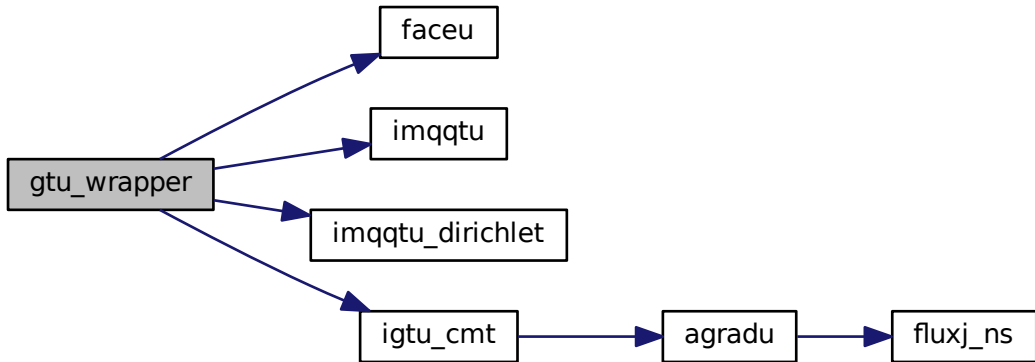 faceu
imqqtu
gtu_wrapper
imqqtu_dirichlet
igtu_cmt
agradu
fluxj_ns